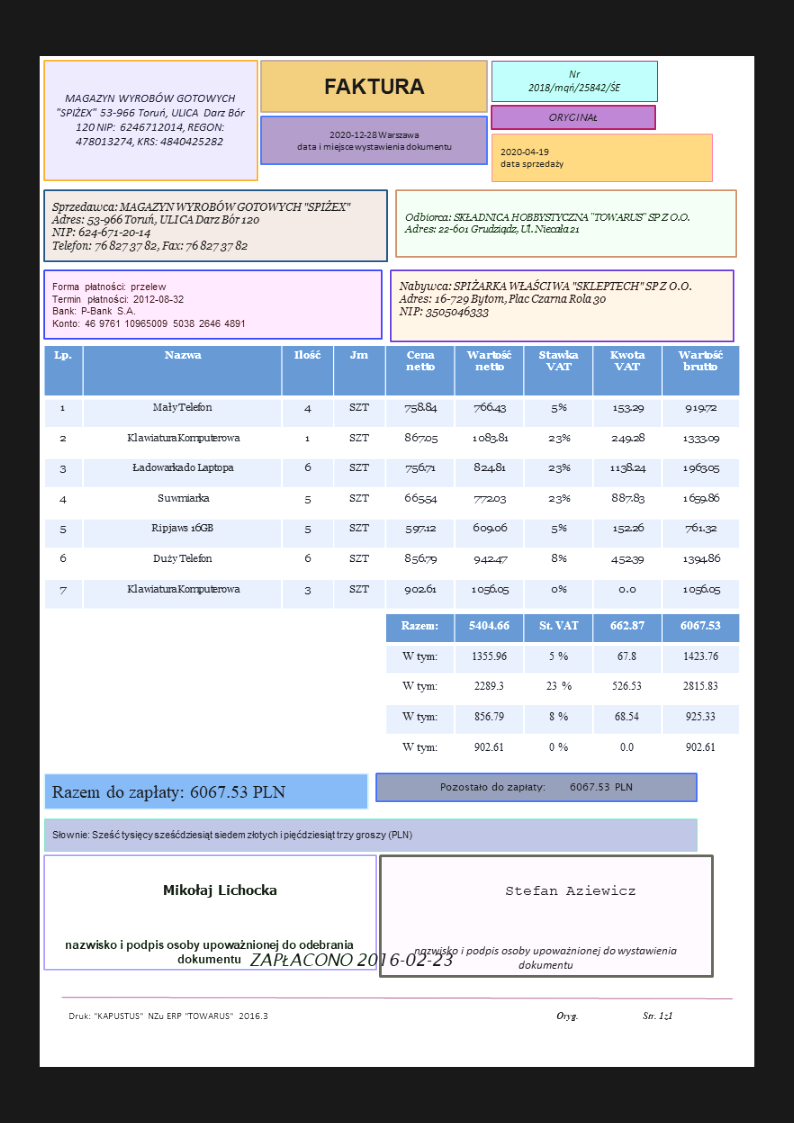 MAGAZYN WYROBÓW GOTOWYCH
"SPIŻEX" 53-966 Toruń, ULICA Darz Bór
120 NIP: 6246712014, REGON:
478013274, KRS: 4840425282
FAKTURA
2020-12-28 Warszawa
data i miejsce wystawienia dokumentu
Nr
2018/mqń/25842/ŚE
ORYGINAŁ
2020-04-19
data sprzedaży
Sprzedawca: MAGAZYN WYROBÓW GOTOWYCH "SPIŻEX"
Adres: 53-966 Toruń, ULICA Darz Bór 120
NIP: 624-671-20-14
Telefon: 76 827 37 82, Fax: 76 827 37 82
Odbiorca: SKŁADNICA HOBBYSTYCZNA "TOWARUS" SP Z O.O.
Adres: 22-601 Grudziądz, Ul. Niecała 21
Forma płatności: przelew
Termin płatności: 2012-08-32
Bank: P-Bank S.A.
Konto: 46 9761 10965009 5038 2646 4891
Nabywca: SPIŻARKA WŁAŚCIWA "SKLEPTECH" SP Z O.O.
Adres: 16-729 Bytom, Plac Czarna Rola 30
NIP: 3505046333
Lp. Nazwa Ilość Jm Cena netto Wartość netto Stawka VAT Kwota VAT Wartość brutto
1 Mały Telefon 4 SZT 758.84 766.43 5% 153.29 919.72
2 Klawiatura Komputerowa 1 SZT 867.05 1083.81 23% 249.28 1333.09
3 Ładowarka do Laptopa 6 SZT 756.71 824.81 23% 1138.24 1963.05
4 Suwmiarka 5 SZT 665.54 772.03 23% 887.83 1659.86
5 Ripjaws 16GB 5 SZT 597.12 609.06 5% 152.26 761.32
6 Duży Telefon 6 SZT 856.79 942.47 8% 452.39 1394.86
7 Klawiatura Komputerowa 3 SZT 902.61 1056.05 0% 0.0 1056.05
Razem: 5404.66 St. VAT 662.87 6067.53
W tym: 1355.96 5 % 67.8 1423.76
W tym: 2289.3 23 % 526.53 2815.83
W tym: 856.79 8 % 68.54 925.33
W tym: 902.61 0 % 0.0 902.61
Razem do zapłaty: 6067.53 PLN
Pozostało do zapłaty: 6067.53 PLN
Słownie: Sześć tysięcy sześćdziesiąt siedem złotych i pięćdziesiąt trzy groszy (PLN)
Mikołaj Lichocka
nazwisko i podpis osoby upoważnionej do odebrania
dokumentu
Stefan Aziewicz
nazwisko i podpis osoby upoważnionej do wystawienia
dokumentu
ZAPŁACONO 2016-02-23
Druk: "KAPUSTUS" NZu ERP "TOWARUS" 2016.3
Oryg.
Str. 1z1